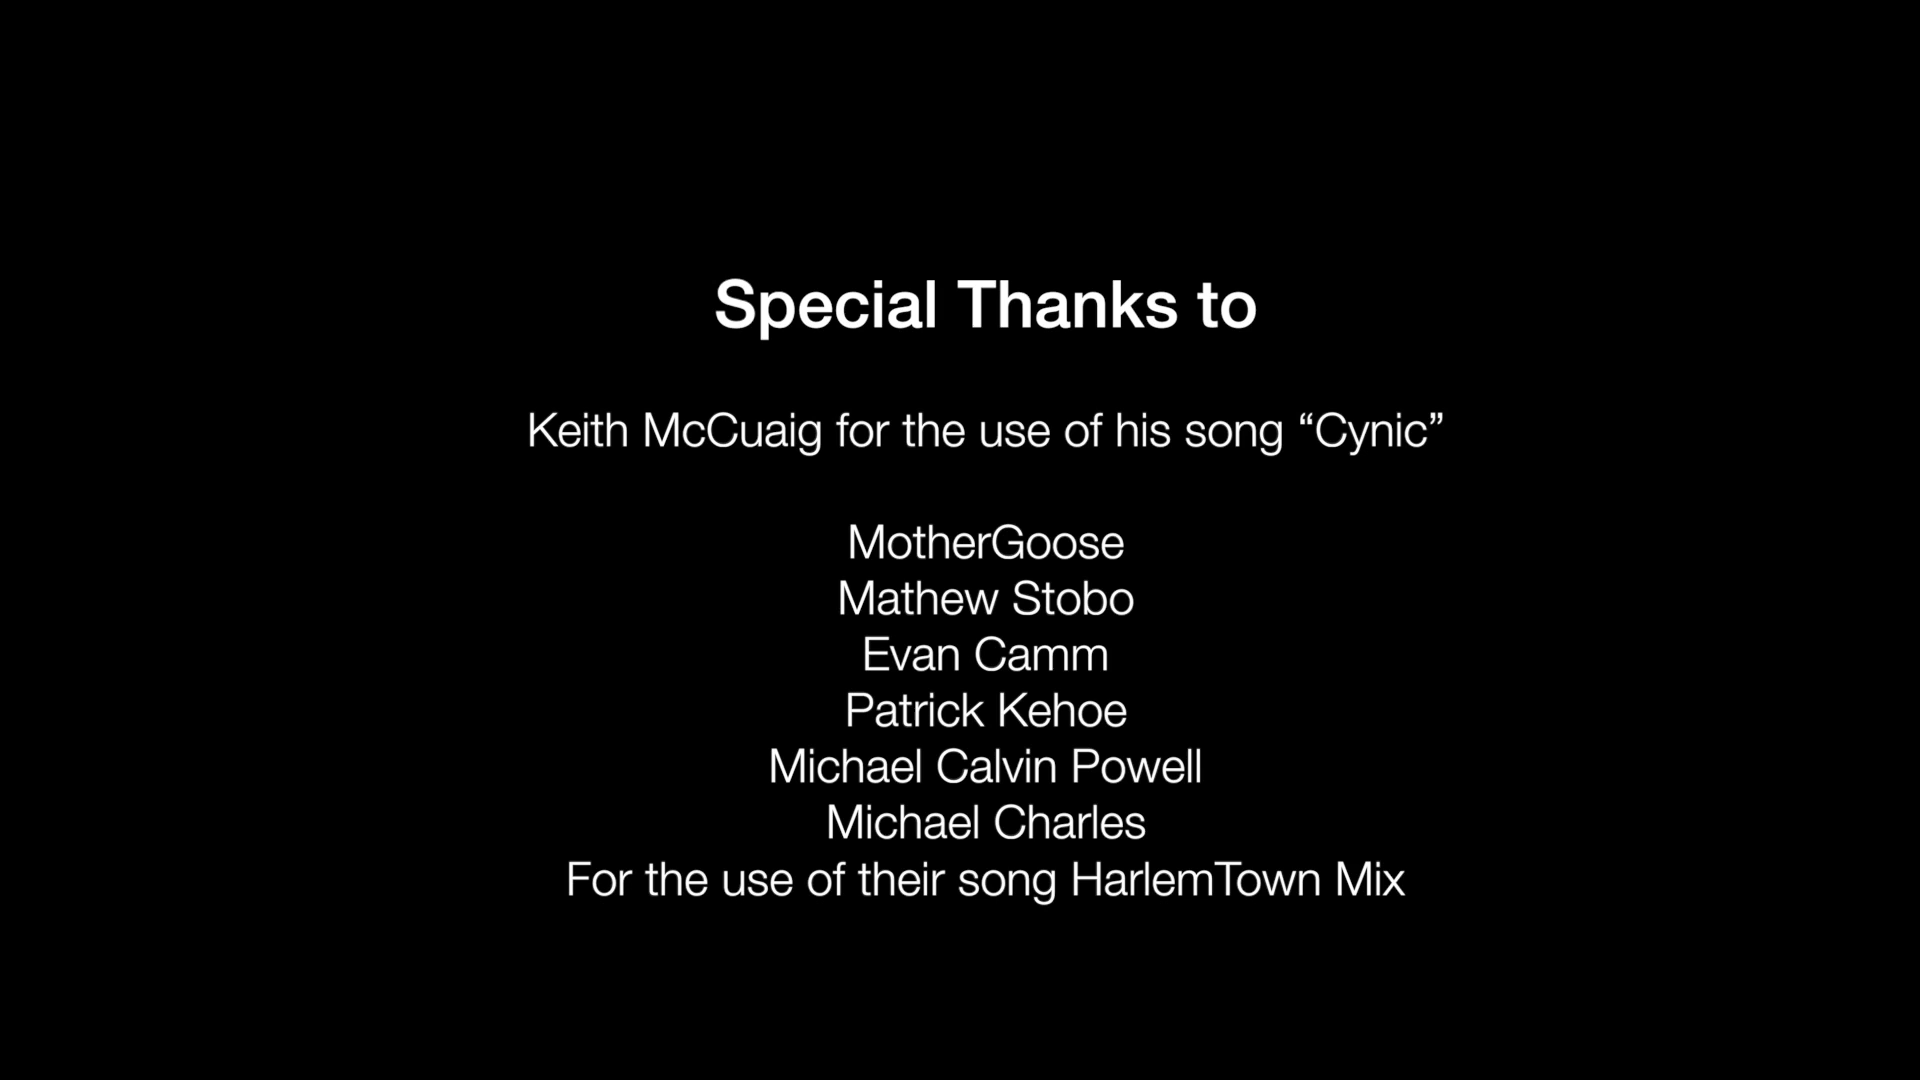 Special Thanks to
Keith McCuaig for the use of his song “Cynic”
MotherGoose
Mathew Stobo
Evan Camm
Patrick Kehoe
Michael Calvin Powell
Michael Charles
For the use of their song HarlemTown Mix